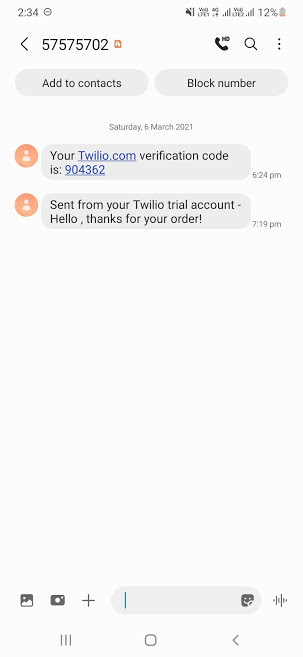 2:34 12%
57575702
Add to contacts Block number
Saturday, 6 March 2021
Your Twilio.com verification code
is: 904362
6:24 pm
Sent from your Twilio trial account -
Hello , thanks for your order!
7:19 pm